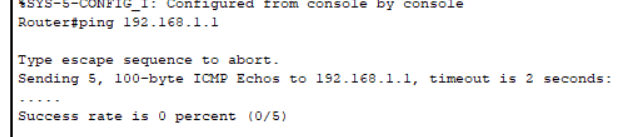 %SYS-5-CONFIG_I: Configured from console by console
Router#ping 192.168.1.1
Type escape sequence to abort.
Sending 5, 100-byte ICMP Echos to 192.168.1.1, timeout is 2 seconds:
.....
Success rate is 0 percent (0/5)